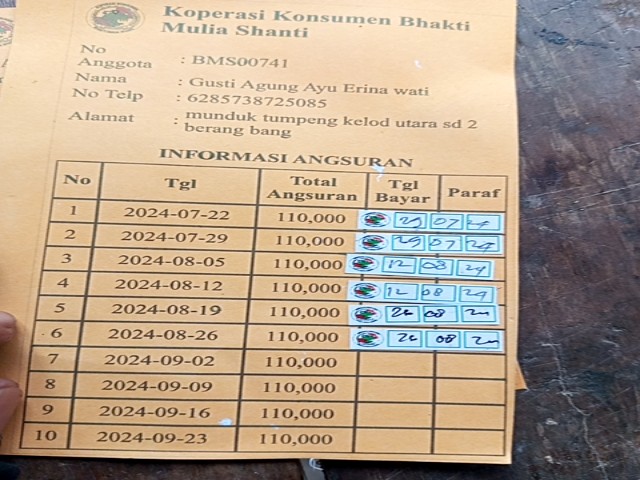 Koperasi Konsumen Bhakti
Mulia Shanti
No
Anggota : BMS00741
Nama : Gusti Agung Ayu Erina wati
No Telp : 6285738725085
Alamat : munduk tumpeng kelod utara sd 2
berang bang
INFORMASI ANGSURAN
No Tgl Total Angsuran Tgl Bayar Paraf
1 2024-07-22 110,000 29 07 24
2 2024-07-29 110,000 29 07 24
3 2024-08-05 110,000 12 08 24
4 2024-08-12 110,000 12 08 24
5 2024-08-19 110,000 26 08 24
6 2024-08-26 110,000 26 08 24
7 2024-09-02 110,000
8 2024-09-09 110,000
9 2024-09-16 110,000
10 2024-09-23 110,000